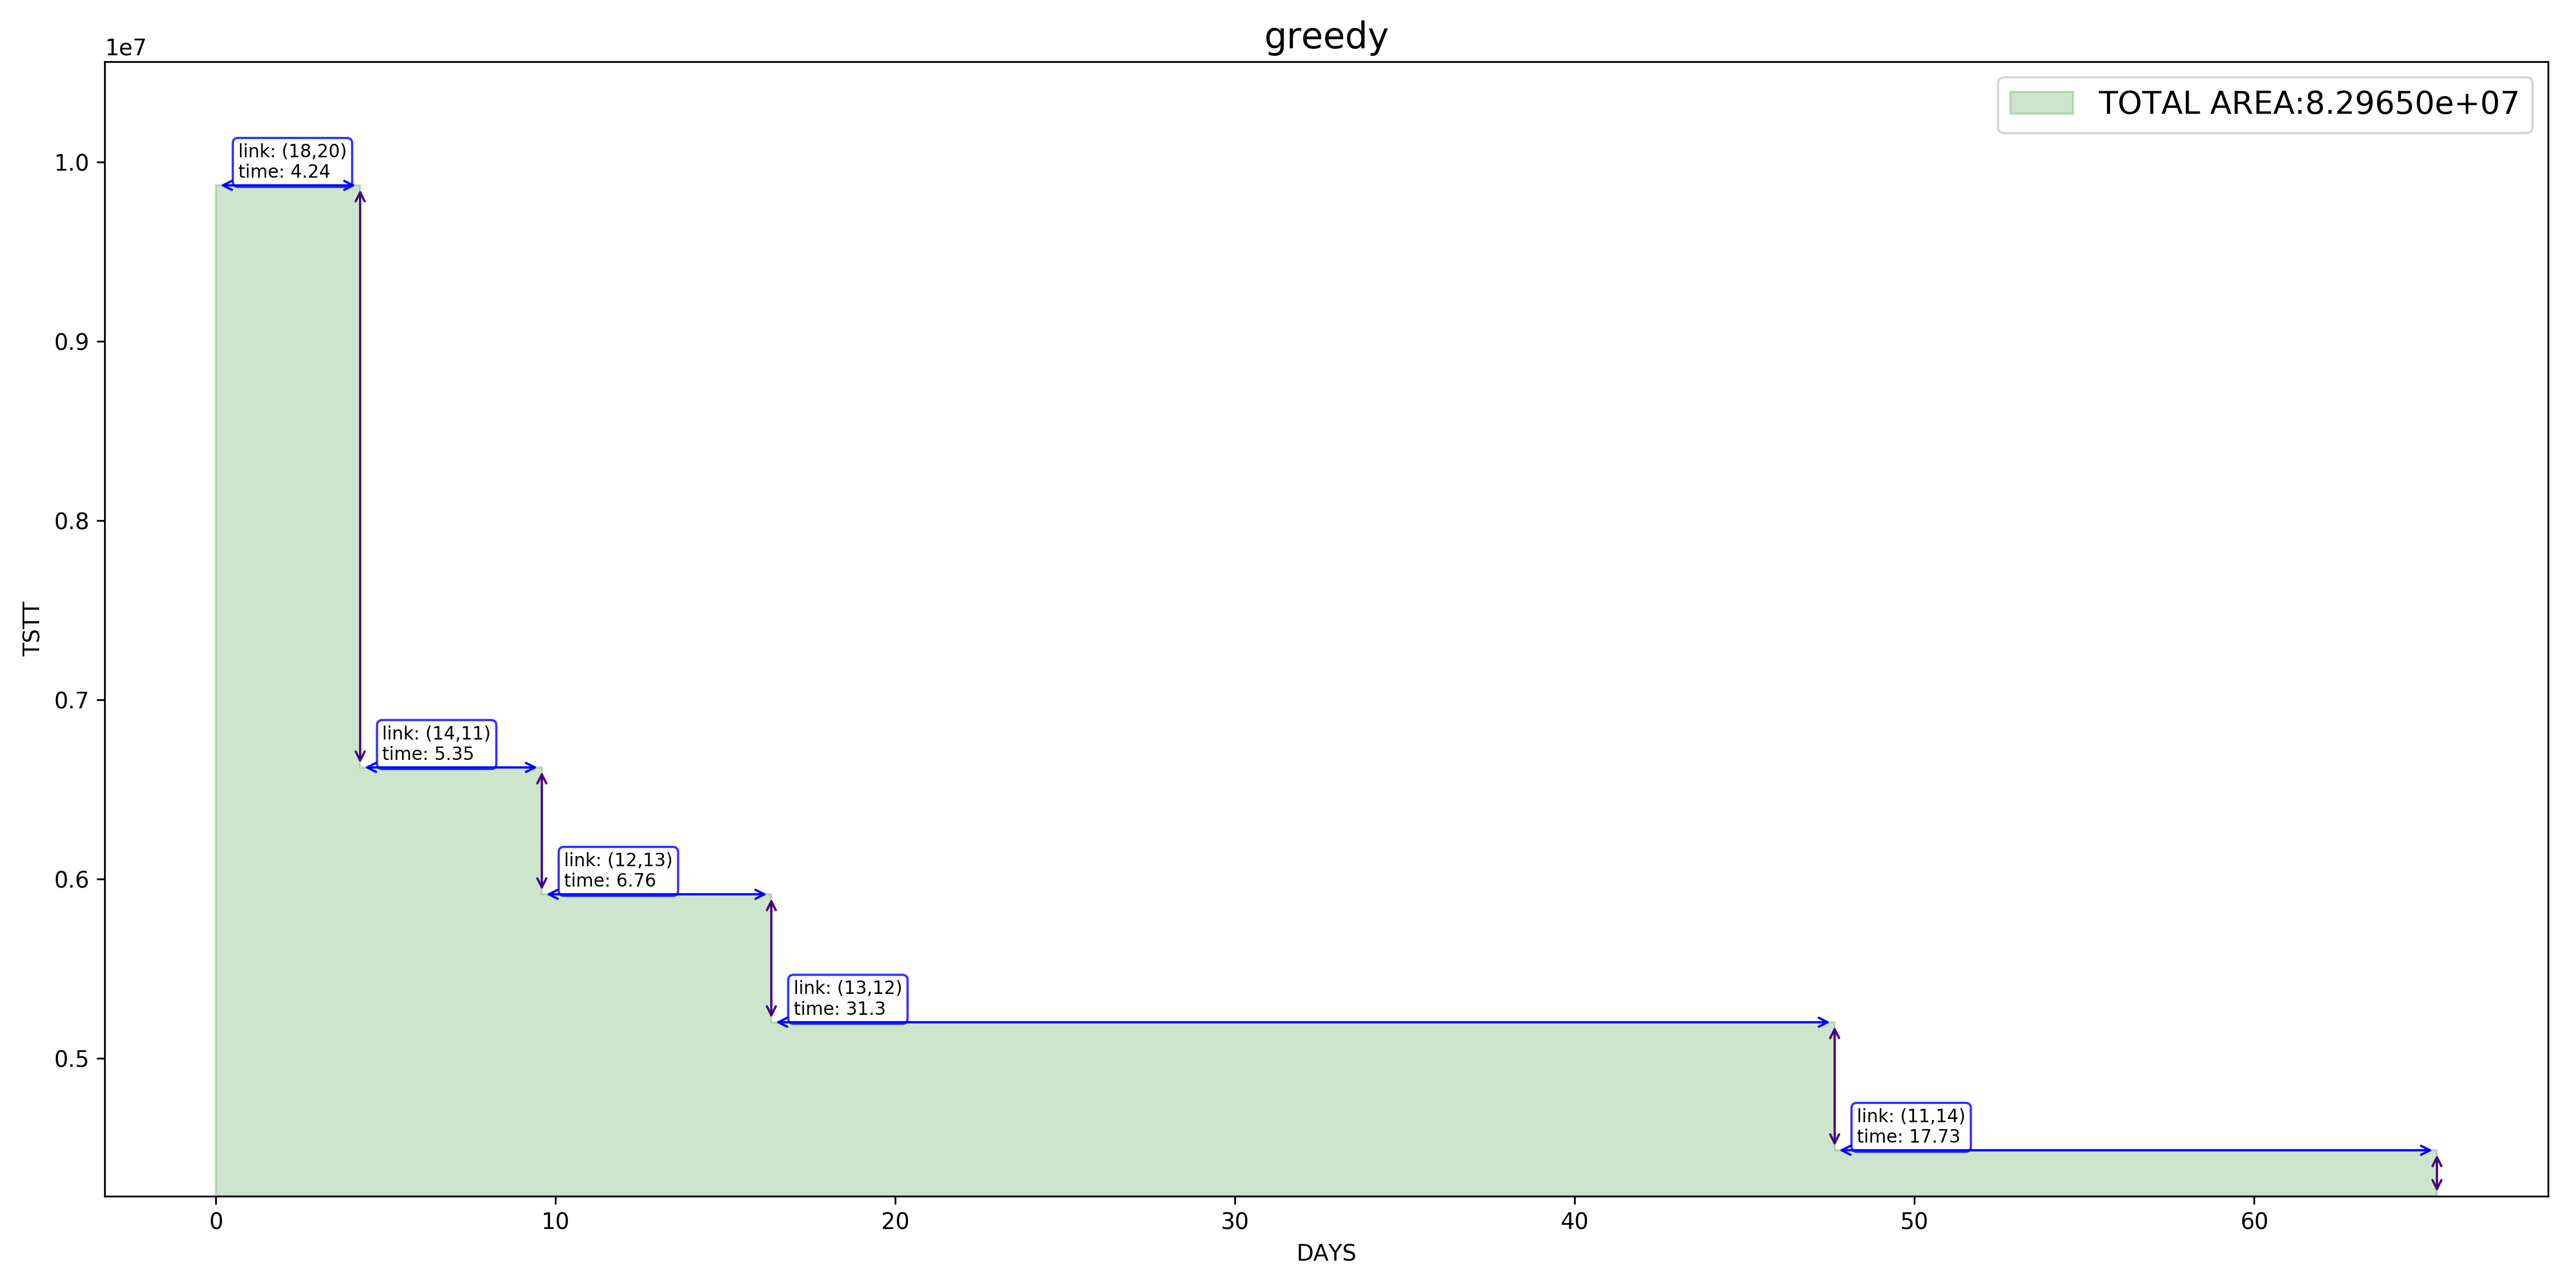 greedy
1e7
TOTAL AREA:8.29650e+07
1.0
0.9
0.8
0.7
0.6
0.5
TSTT
link: (18,20)
time: 4.24
link: (14,11)
time: 5.35
link: (12,13)
time: 6.76
link: (13,12)
time: 31.3
link: (11,14)
time: 17.73
0 10 20 30 40 50 60
DAYS